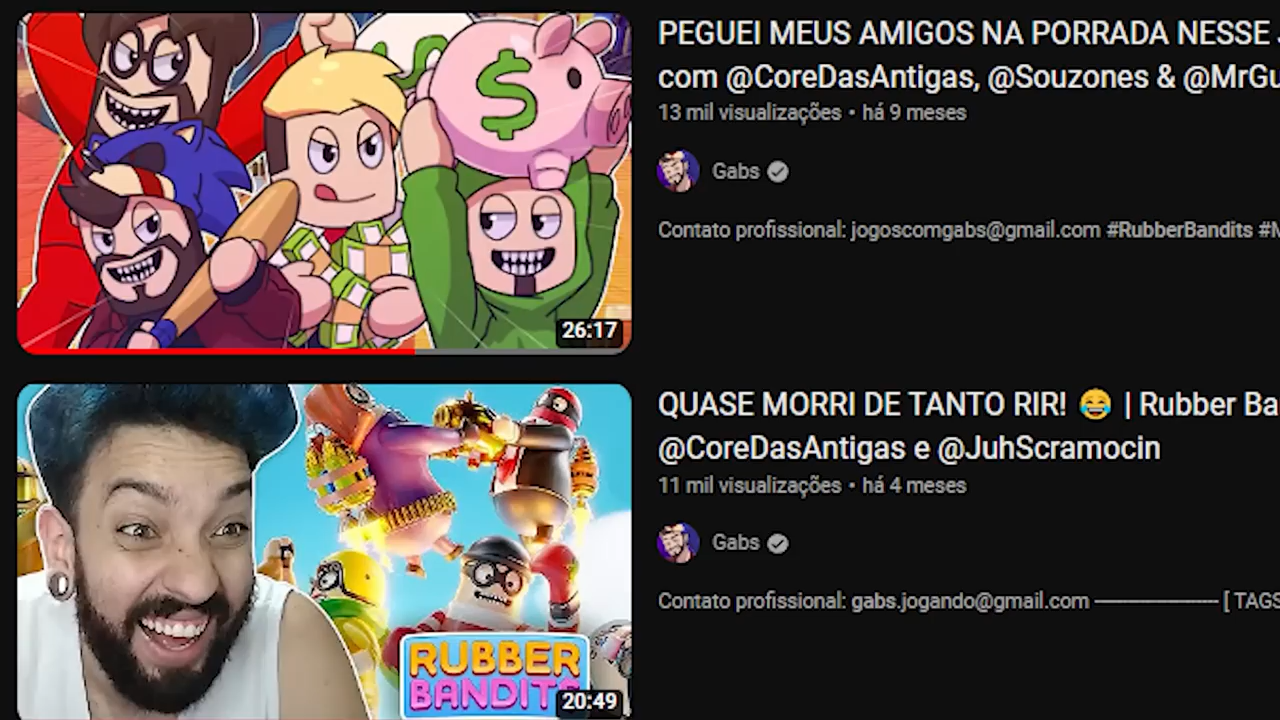 PEGUEI MEUS AMIGOS NA PORRADA NESSE
com @CoreDasAntigas, @Souzones & @MrGu
13 mil visualizações • há 9 meses
Gabs
Contato profissional: jogoscomgabs@gmail.com #RubberBandits #M
$
$
26:17
QUASE MORRI DE TANTO RIR! 😂 | Rubber Ba
@CoreDasAntigas e @JuhScramocin
11 mil visualizações • há 4 meses
Gabs
Contato profissional: gabs.jogando@gmail.com ---------------------- [ TAGS
RUBBER
BANDITS
20:49